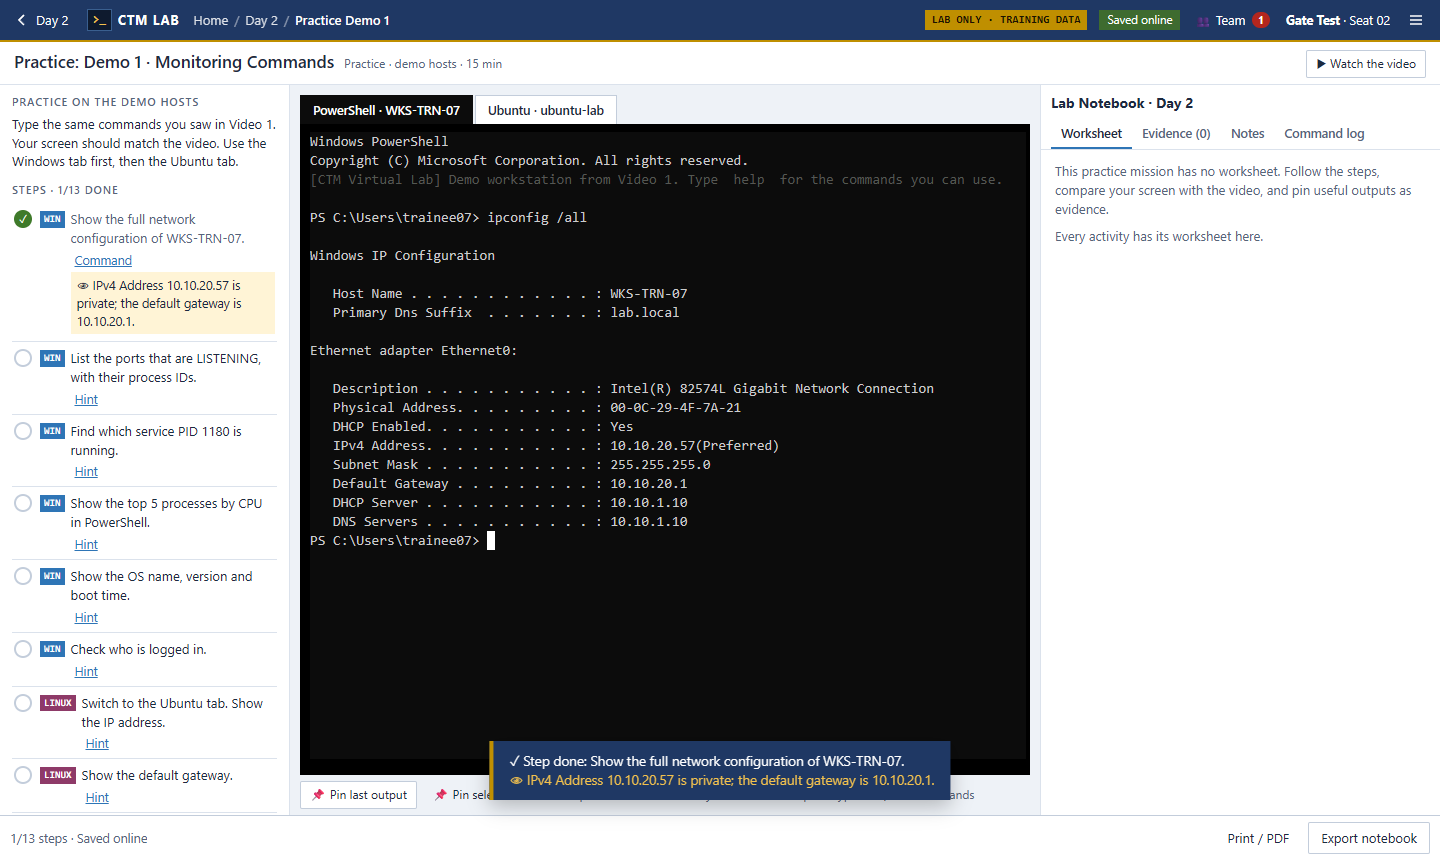 Day 2
>_ CTM LAB
Home / Day 2 / Practice Demo 1
LAB ONLY · TRAINING DATA
Saved online
Team 1
Gate Test · Seat 02
Practice: Demo 1 · Monitoring Commands
Practice · demo hosts · 15 min
Watch the video
PRACTICE ON THE DEMO HOSTS
Type the same commands you saw in Video 1.
Your screen should match the video. Use the
Windows tab first, then the Ubuntu tab.
STEPS · 1/13 DONE
WIN Show the full network
configuration of WKS-TRN-07.
Command
IPv4 Address 10.10.20.57 is
private; the default gateway is
10.10.20.1.
WIN List the ports that are LISTENING,
with their process IDs.
Hint
WIN Find which service PID 1180 is
running.
Hint
WIN Show the top 5 processes by CPU
in PowerShell.
Hint
WIN Show the OS name, version and
boot time.
Hint
WIN Check who is logged in.
Hint
LINUX Switch to the Ubuntu tab. Show
the IP address.
Hint
LINUX Show the default gateway.
Hint
PowerShell · WKS-TRN-07
Ubuntu · ubuntu-lab
Windows PowerShell
Copyright (C) Microsoft Corporation. All rights reserved.
[CTM Virtual Lab] Demo workstation from Video 1. Type  help  for the commands you can use.
PS C:\Users\trainee07> ipconfig /all
Windows IP Configuration
Host Name . . . . . . . . . . . . : WKS-TRN-07
Primary Dns Suffix  . . . . . . . : lab.local
Ethernet adapter Ethernet0:
Description . . . . . . . . . . . : Intel(R) 82574L Gigabit Network Connection
Physical Address. . . . . . . . . : 00-0C-29-4F-7A-21
DHCP Enabled. . . . . . . . . . . : Yes
IPv4 Address. . . . . . . . . . . : 10.10.20.57(Preferred)
Subnet Mask . . . . . . . . . . . : 255.255.255.0
Default Gateway . . . . . . . . . : 10.10.20.1
DHCP Server . . . . . . . . . . . : 10.10.1.10
DNS Servers . . . . . . . . . . . : 10.10.1.10
PS C:\Users\trainee07>
✓ Step done: Show the full network configuration of WKS-TRN-07.
IPv4 Address 10.10.20.57 is private; the default gateway is 10.10.20.1.
Pin last output
Pin
Lab Notebook · Day 2
Worksheet
Evidence (0)
Notes
Command log
This practice mission has no worksheet. Follow the steps,
compare your screen with the video, and pin useful outputs as
evidence.
Every activity has its worksheet here.
1/13 steps · Saved online
Print / PDF
Export notebook